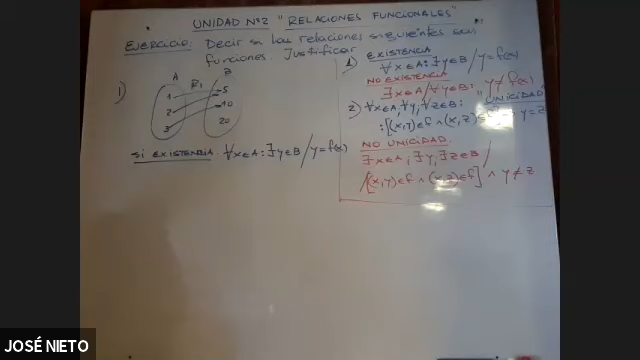 UNIDAD Nº2 "RELACIONES FUNCIONALES"
EJERCICIO: Decir si las relaciones siguientes son
funciones. Justificar
1)
A R1 B
1 5
2 10
3 20
SI EXISTENCIA. ∀x∈A: ∃y∈B / y=f(x)
1) EXISTENCIA
∀x∈A: ∃y∈B / y=f(x)
NO EXISTENCIA
∃x∈A / ∀y∈B: y≠f(x)
2) ∀x∈A, ∀y, ∀z∈B: "UNICIDAD"
:[(x,y)∈f ∧ (x,z)∈ y=z
NO UNICIDAD
∃x∈A, ∃y, ∃z∈B /
/[(x,y)∈f ∧ (x,z)∈f] ∧ y≠z
JOSÉ NIETO